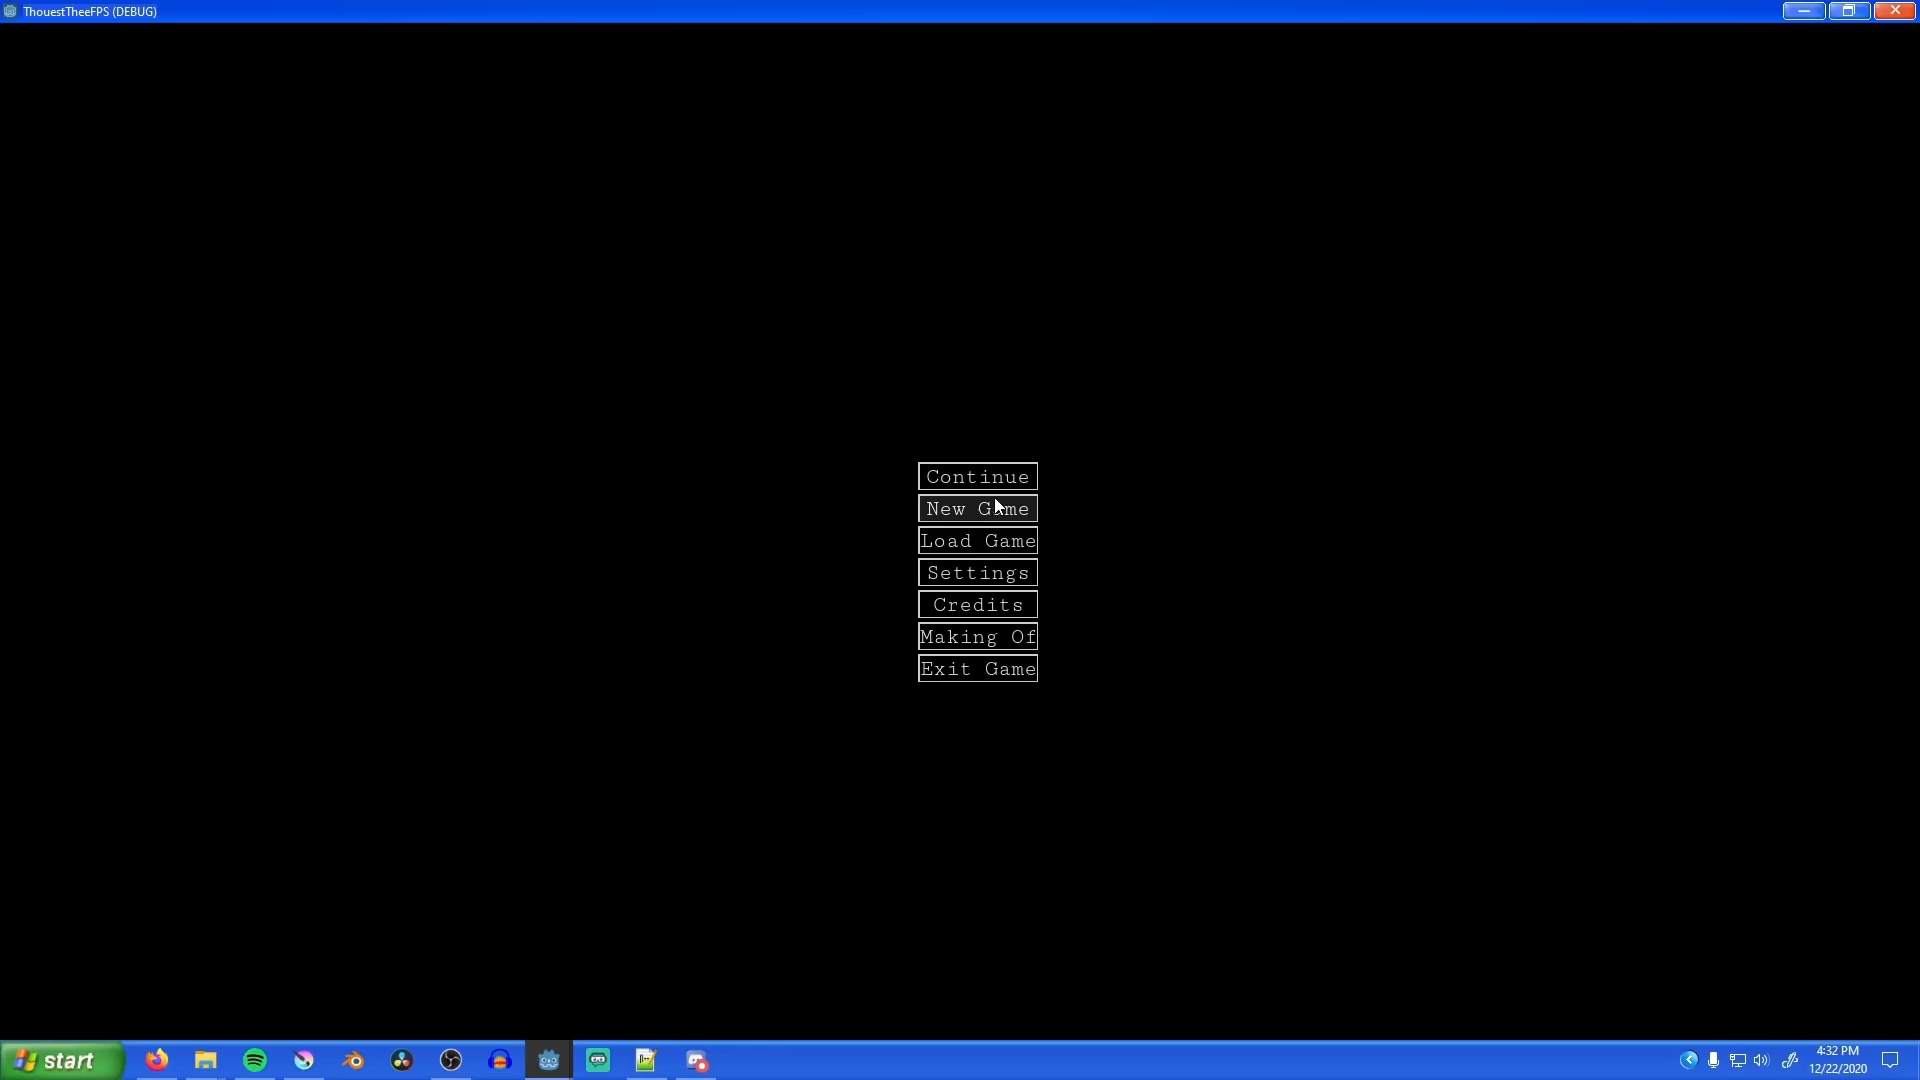 ThouestTheeFPS (DEBUG)
Continue
New Game
Load Game
Settings
Credits
Making Of
Exit Game
start
4:32 PM
12/22/2020